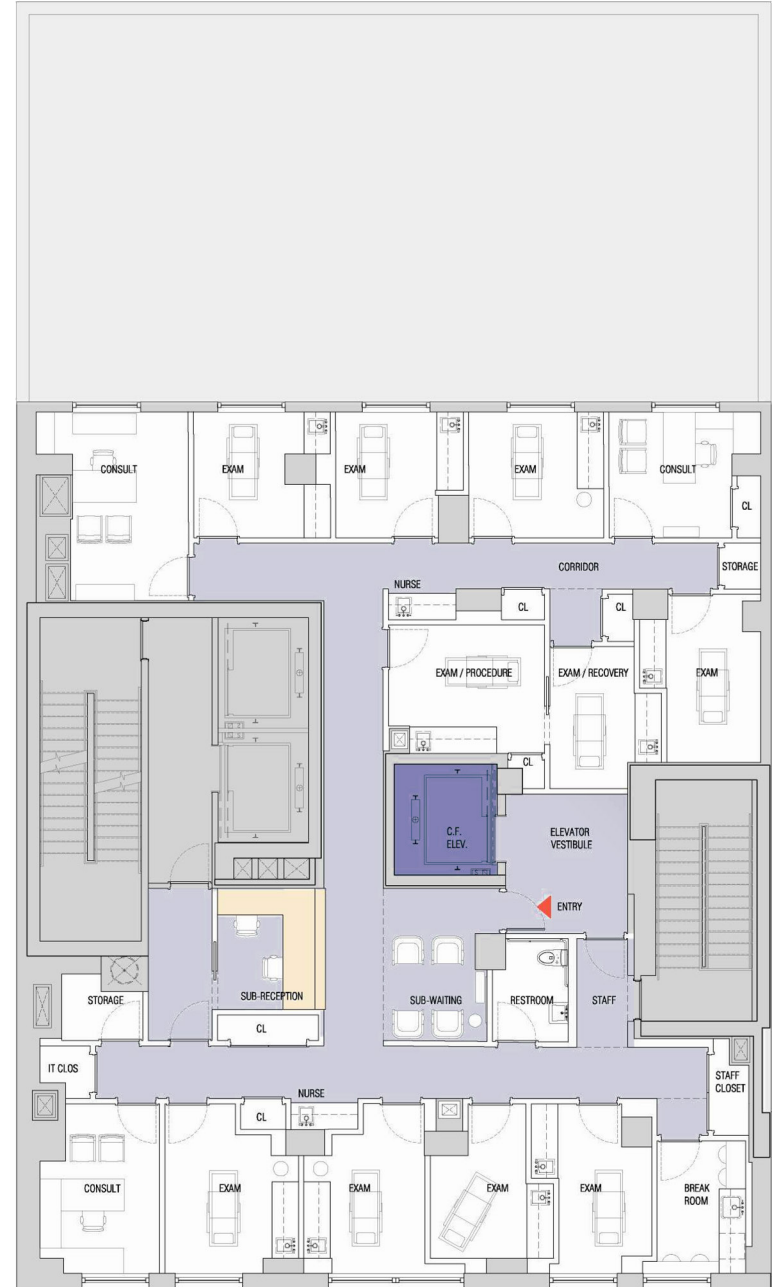 CONSULT
EXAM
EXAM
EXAM
CONSULT
CL
CORRIDOR
STORAGE
NURSE
CL
CL
EXAM / PROCEDURE
EXAM / RECOVERY
EXAM
CL
C.F.
ELEV.
ELEVATOR
VESTIBULE
ENTRY
STORAGE
SUB-RECEPTION
SUB-WAITING
RESTROOM
STAFF
CL
IT CLOS
STAFF
CLOSET
NURSE
CL
CONSULT
EXAM
EXAM
EXAM
EXAM
BREAK
ROOM